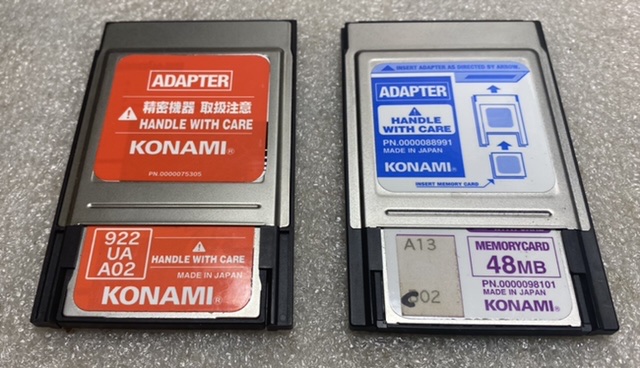 ADAPTER
精密機器 取扱注意
HANDLE WITH CARE
KONAMI®
PN.0000075305
922
UA
A02
HANDLE WITH CARE
MADE IN JAPAN
KONAMI®
INSERT ADAPTER AS DIRECTED BY ARROW.
ADAPTER
HANDLE
WITH CARE
PN.0000088991
MADE IN JAPAN
KONAMI®
INSERT MEMORY CARD
A13
C02
MEMORYCARD
48MB
PN.0000098101
MADE IN JAPAN
KONAMI®